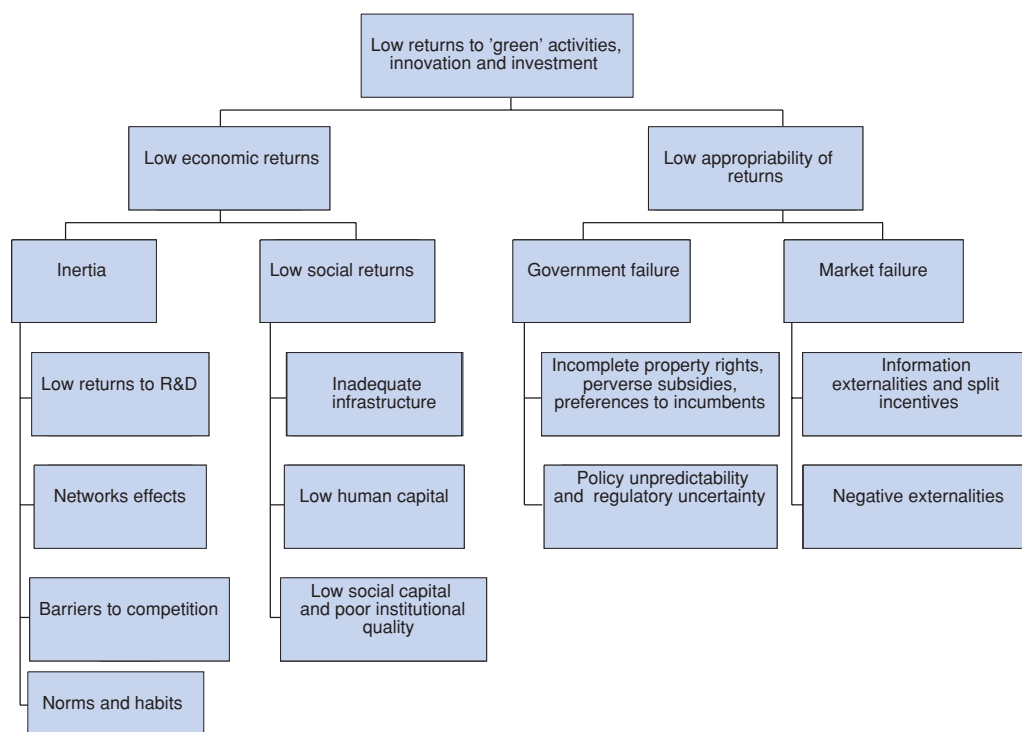 Low returns to ’green’ activities,
innovation and investment
Low economic returns
Low appropriability of
returns
Inertia
Low social returns
Government failure
Market failure
Low returns to R&D
Inadequate
infrastructure
Incomplete property rights,
perverse subsidies,
preferences to incumbents
Information
externalities and split
incentives
Networks effects
Low human capital
Policy unpredictability
and regulatory uncertainty
Negative externalities
Barriers to competition
Low social capital
and poor institutional
quality
Norms and habits